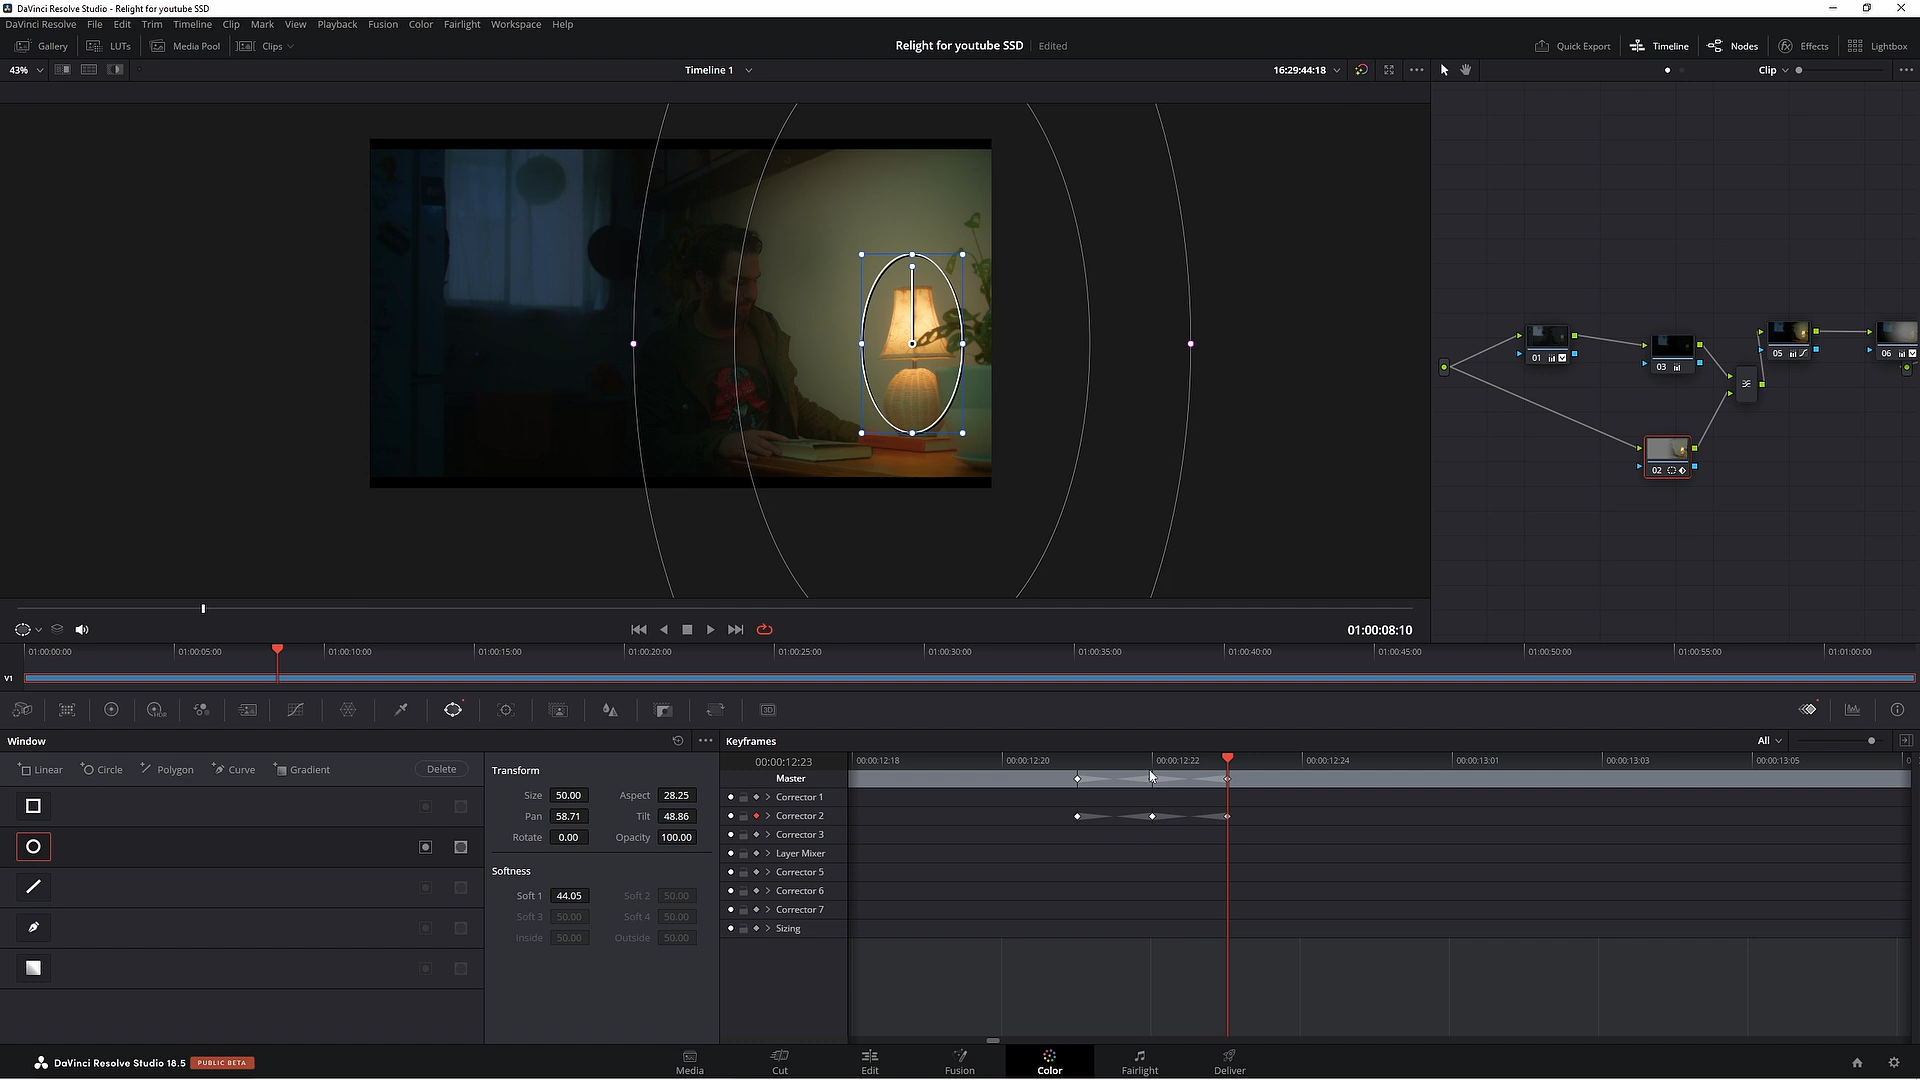 DaVinci Resolve Studio - Relight for youtube SSD
DaVinci Resolve File Edit Trim Timeline Clip Mark View Playback Fusion Color Fairlight Workspace Help
Gallery LUTs Media Pool Clips Relight for youtube SSD Edited Quick Export Timeline Nodes Effects Lightbox
43% Timeline 1 16:29:44:18 Clip
01
03
05
06
02
01:00:08:10
01:00:00:00 01:00:05:00 01:00:10:00 01:00:15:00 01:00:20:00 01:00:25:00 01:00:30:00 01:00:35:00 01:00:40:00 01:00:45:00 01:00:50:00 01:00:55:00 01:01:00:00
V1
HDR
3D
Window Keyframes All
Linear Circle Polygon Curve Gradient Delete
Transform
Size 50.00 Aspect 28.25
Pan 58.71 Tilt 48.86
Rotate 0.00 Opacity 100.00
Softness
Soft 1 44.05 Soft 2 50.00
Soft 3 50.00 Soft 4 50.00
Inside 50.00 Outside 50.00
00:00:12:23 00:00:12:18 00:00:12:20 00:00:12:22 00:00:12:24 00:00:13:01 00:00:13:03 00:00:13:05
Master
Corrector 1
Corrector 2
Corrector 3
Layer Mixer
Corrector 5
Corrector 6
Corrector 7
Sizing
DaVinci Resolve Studio 18.5 PUBLIC BETA
Media Cut Edit Fusion Color Fairlight Deliver